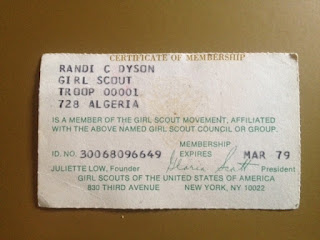 CERTIFICATE OF MEMBERSHIP
RANDI C DYSON
GIRL SCOUT
TROOP 00001
728 ALGERIA
IS A MEMBER OF THE GIRL SCOUT MOVEMENT, AFFILIATED
WITH THE ABOVE NAMED GIRL SCOUT COUNCIL OR GROUP.
MEMBERSHIP
ID. NO. 30068096649 EXPIRES MAR 79
JULIETTE LOW, Founder Gloria Scott President
GIRL SCOUTS OF THE UNITED STATES OF AMERICA
830 THIRD AVENUE NEW YORK, NY 10022